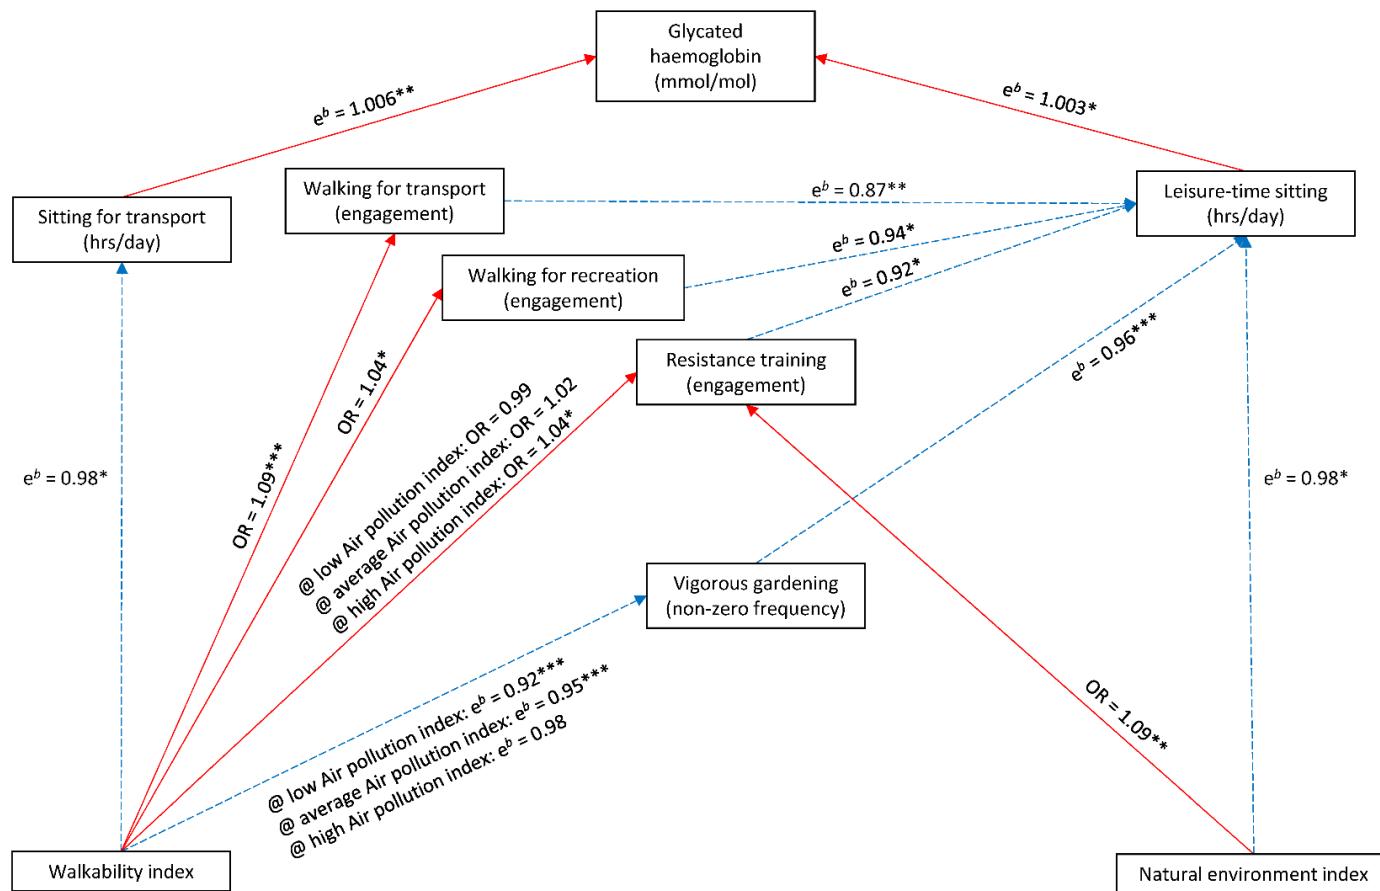 Glycated
haemoglobin
(mmol/mol)
e^b = 1.006**
e^b = 1.003*
Walking for transport
(engagement)
e^b = 0.87**
Leisure-time sitting
(hrs/day)
Sitting for transport
(hrs/day)
e^b = 0.94*
Walking for recreation
(engagement)
e^b = 0.92*
Resistance training
(engagement)
e^b = 0.96***
OR = 1.04*
@ low Air pollution index: OR = 0.99
@ average Air pollution index: OR = 1.02
@ high Air pollution index: OR = 1.04*
OR = 1.09***
e^b = 0.98*
e^b = 0.98*
Vigorous gardening
(non-zero frequency)
@ low Air pollution index: e^b = 0.92***
@ average Air pollution index: e^b = 0.95***
@ high Air pollution index: e^b = 0.98
OR = 1.09**
Walkability index
Natural environment index